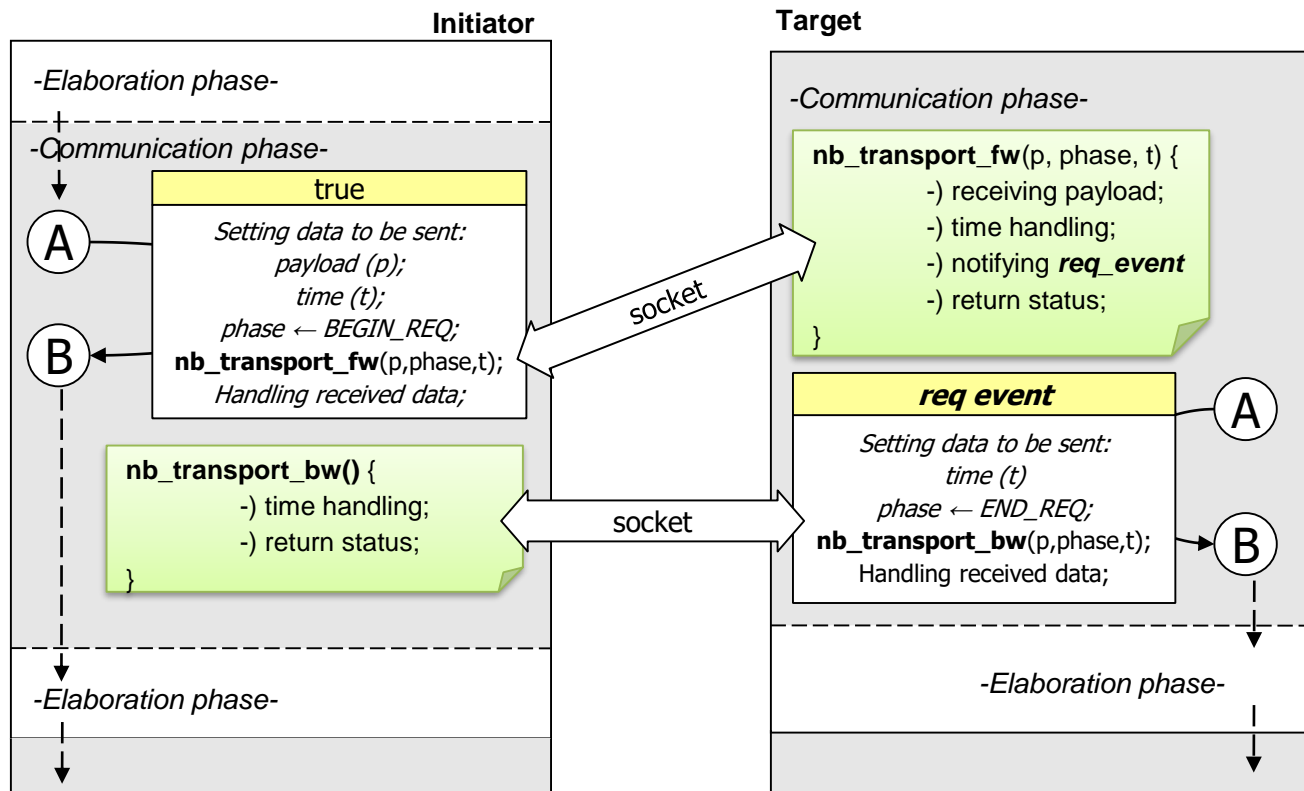 Initiator
-Elaboration phase-
-Communication phase-
true
A
Setting data to be sent:
payload (p);
time (t);
phase ← BEGIN_REQ;
B
nb_transport_fw(p,phase,t);
Handling received data;
nb_transport_bw() {
-) time handling;
-) return status;
}
-Elaboration phase-
socket
socket
Target
-Communication phase-
nb_transport_fw(p, phase, t) {
-) receiving payload;
-) time handling;
-) notifying req_event
-) return status;
}
req event
A
Setting data to be sent:
time (t)
phase ← END_REQ;
nb_transport_bw(p,phase,t);
B
Handling received data;
-Elaboration phase-